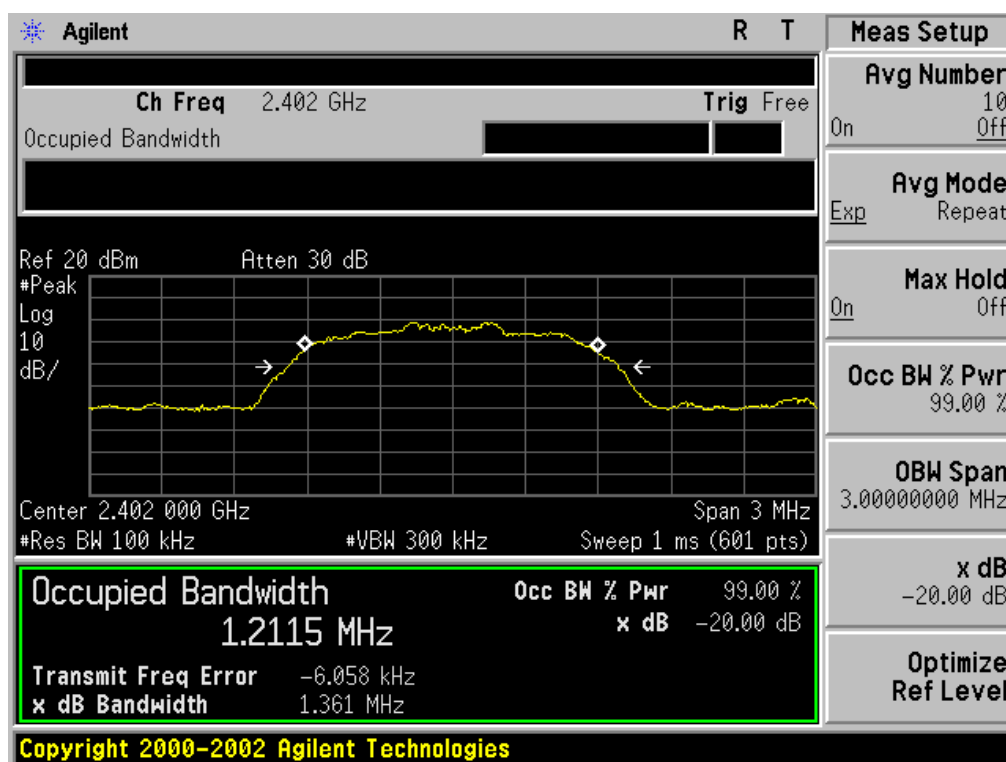 Agilent R T Meas Setup
Ch Freq 2.402 GHz Trig Free
Occupied Bandwidth
Ref 20 dBm Atten 30 dB
#Peak
Log
10
dB/
Center 2.402 000 GHz Span 3 MHz
#Res BW 100 kHz #VBW 300 kHz Sweep 1 ms (601 pts)
Occupied Bandwidth Occ BW % Pwr 99.00 %
1.2115 MHz x dB -20.00 dB
Transmit Freq Error -6.058 kHz
x dB Bandwidth 1.361 MHz
Copyright 2000-2002 Agilent Technologies
Avg Number
10
On Off
Avg Mode
Exp Repeat
Max Hold
On Off
Occ BW % Pwr
99.00 %
OBW Span
3.00000000 MHz
x dB
-20.00 dB
Optimize
Ref Level